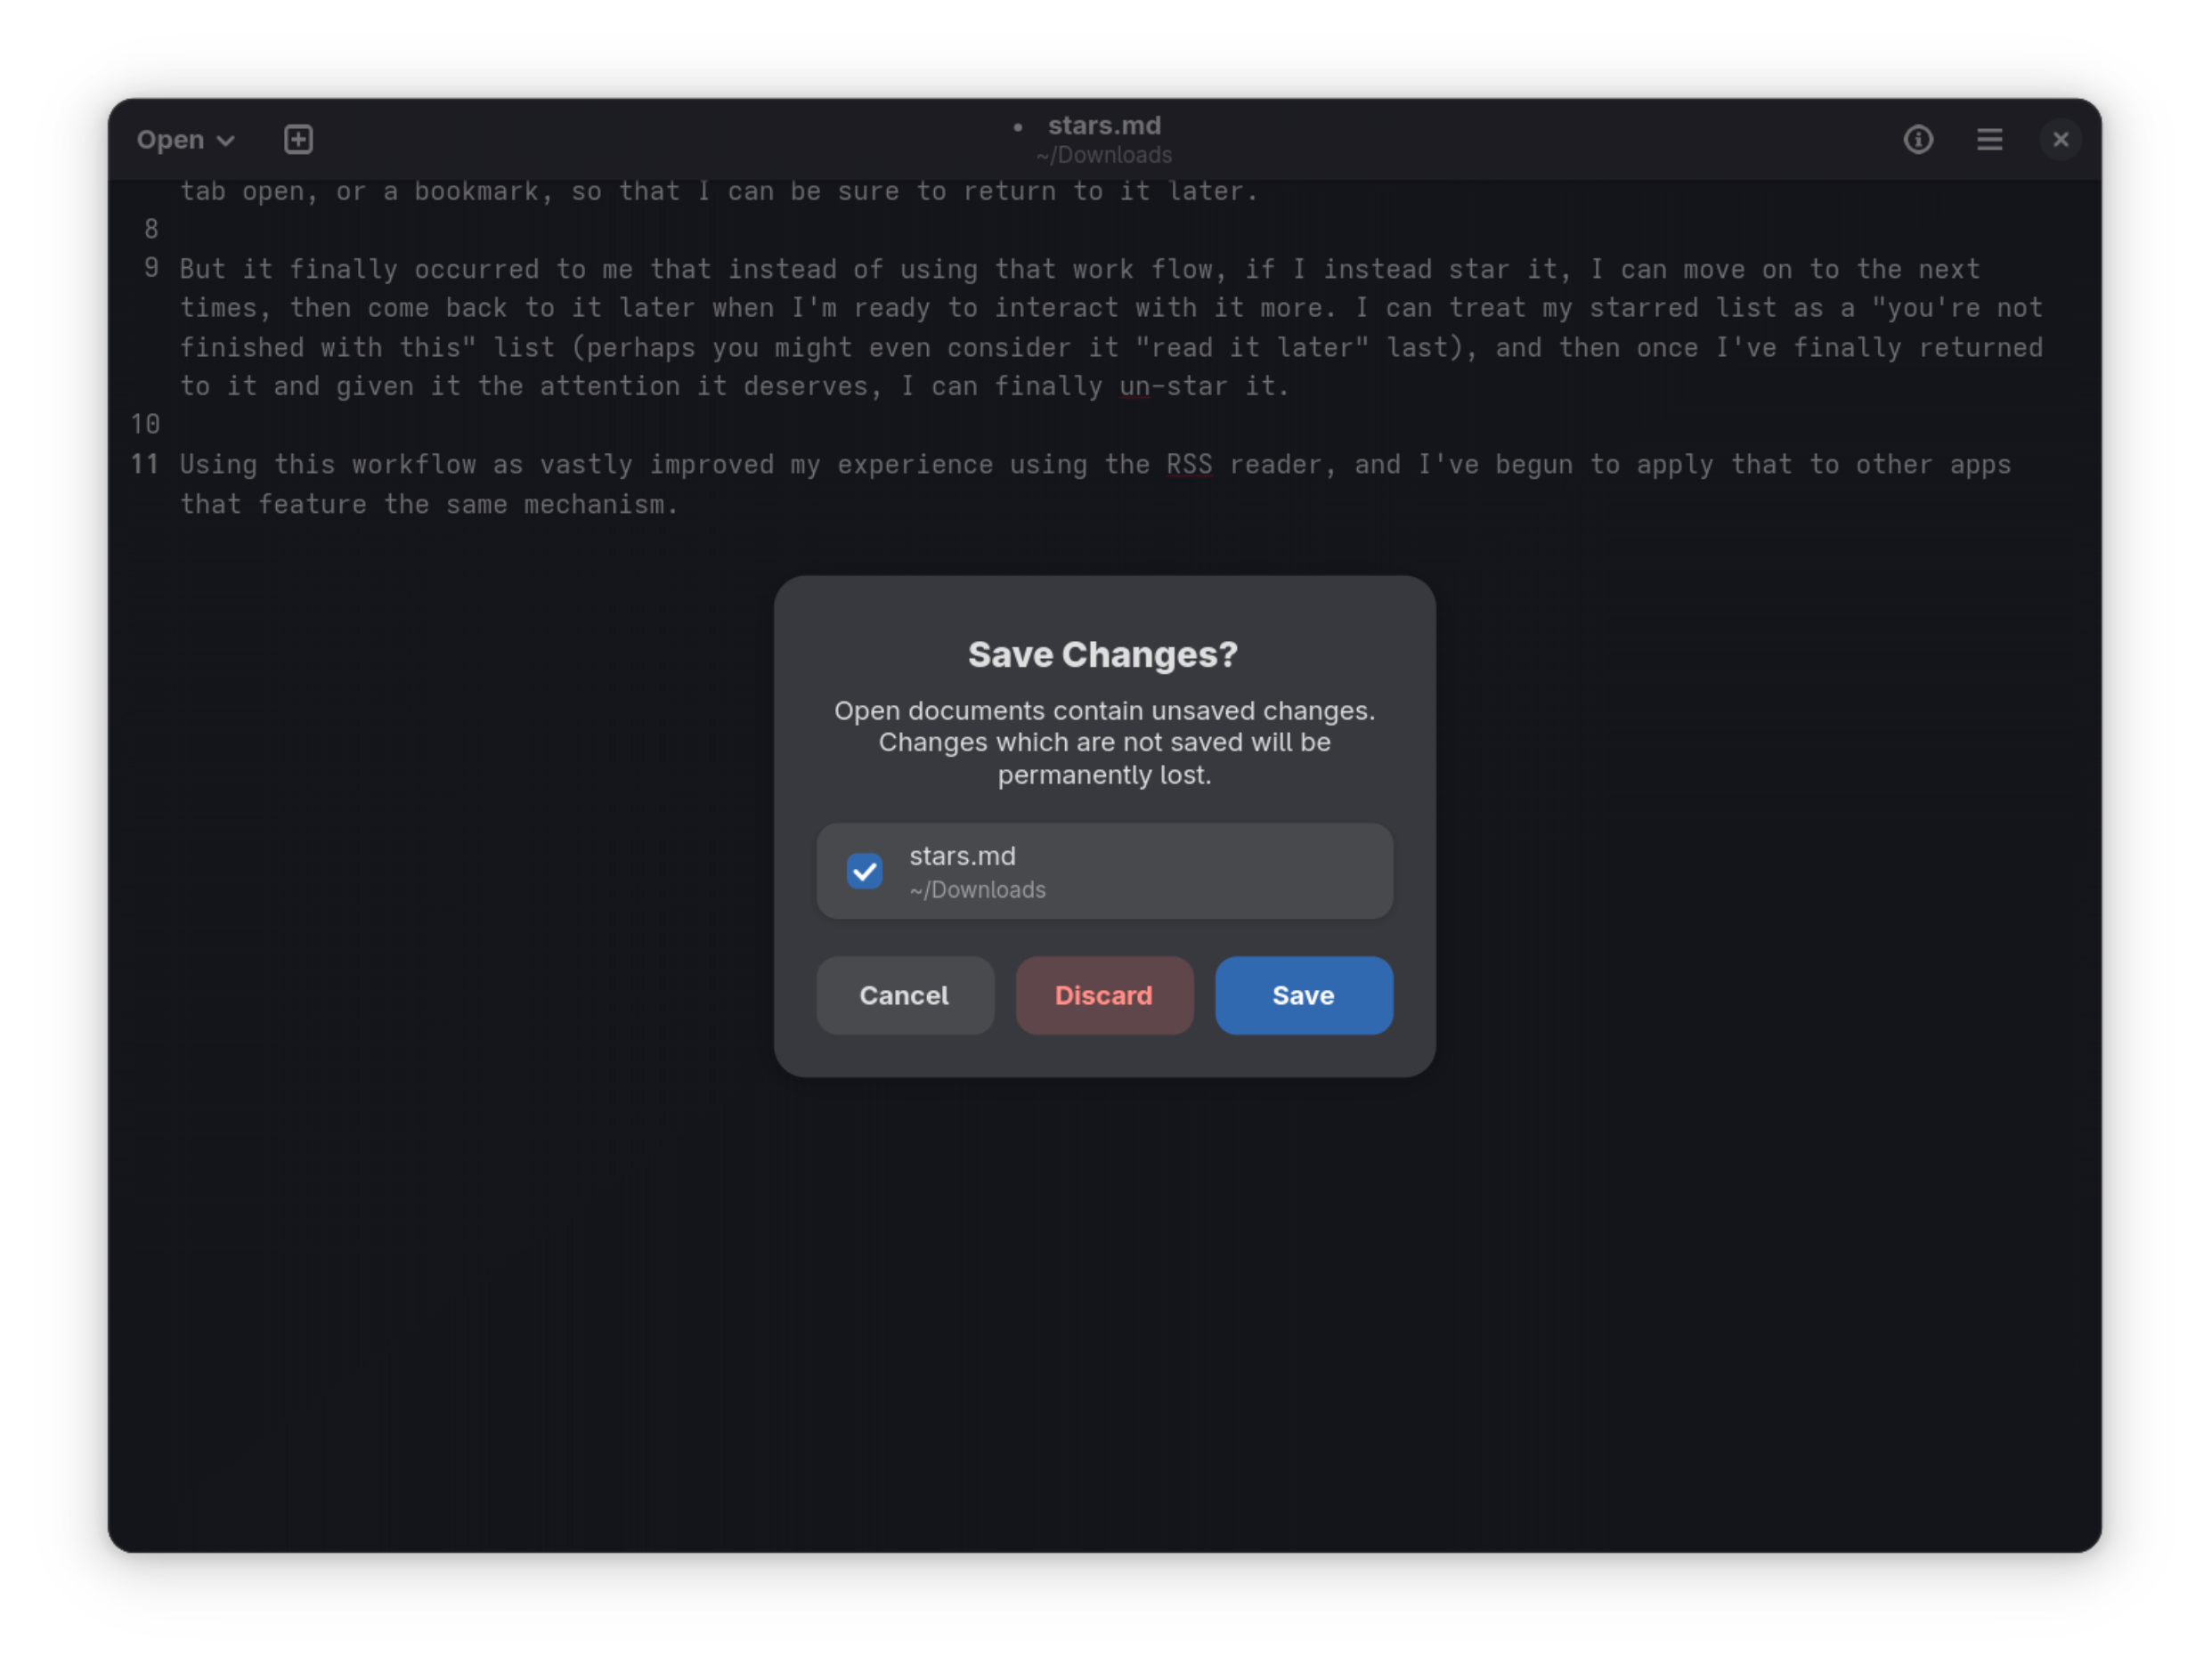 Open
stars.md
~/Downloads
tab open, or a bookmark, so that I can be sure to return to it later.
8
9 But it finally occurred to me that instead of using that work flow, if I instead star it, I can move on to the next
times, then come back to it later when I'm ready to interact with it more. I can treat my starred list as a "you're not
finished with this" list (perhaps you might even consider it "read it later" last), and then once I've finally returned
to it and given it the attention it deserves, I can finally un-star it.
10
11 Using this workflow as vastly improved my experience using the RSS reader, and I've begun to apply that to other apps
that feature the same mechanism.
Save Changes?
Open documents contain unsaved changes.
Changes which are not saved will be
permanently lost.
stars.md
~/Downloads
Cancel Discard Save